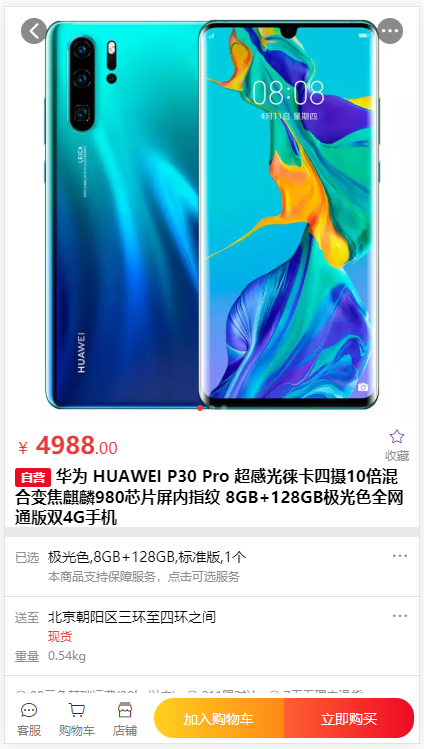 LEICA
HUAWEI
08:08
4月11日 星期四
¥ 4988.00
收藏
自营 华为 HUAWEI P30 Pro 超感光徕卡四摄10倍混
合变焦麒麟980芯片屏内指纹 8GB+128GB极光色全网
通版双4G手机
已选 极光色,8GB+128GB,标准版,1个
本商品支持保障服务，点击可选服务
送至 北京朝阳区三环至四环之间
现货
重量 0.54kg
客服 购物车 店铺 加入购物车 立即购买